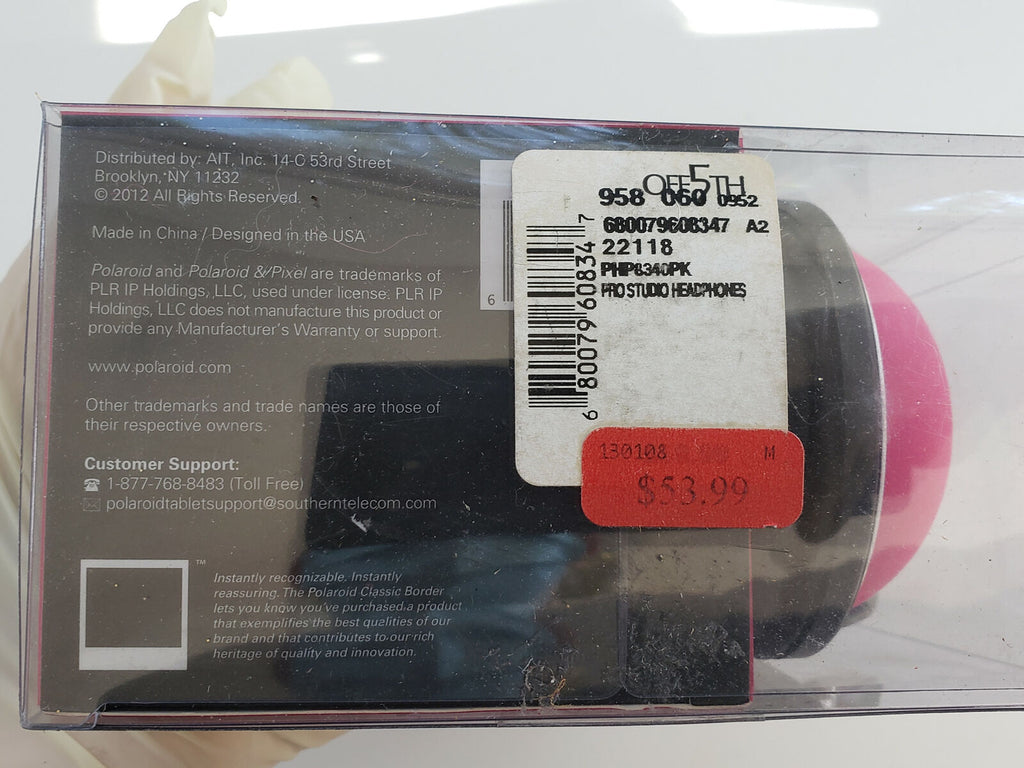 Distributed by: AIT, Inc. 14-C 53rd Street
Brooklyn, NY 11232
© 2012 All Rights Reserved.
Made in China / Designed in the USA
Polaroid and Polaroid & Pixel are trademarks of
PLR IP Holdings, LLC, used under license. PLR IP
Holdings, LLC does not manufacture this product or
provide any Manufacturer's Warranty or support.
www.polaroid.com
Other trademarks and trade names are those of
their respective owners.
Customer Support:
1-877-768-8483 (Toll Free)
polaroidtabletsupport@southerntelecom.com
™
Instantly recognizable. Instantly
reassuring. The Polaroid Classic Border
lets you know you've purchased a product
that exemplifies the best qualities of our
brand and that contributes to our rich
heritage of quality and innovation.
6
OFF 5TH
958 060 0952
680079608347 A2
22118
PHP8340PK
PRO STUDIO HEADPHONES
6 80079 60834 7
130108 M
$53.99